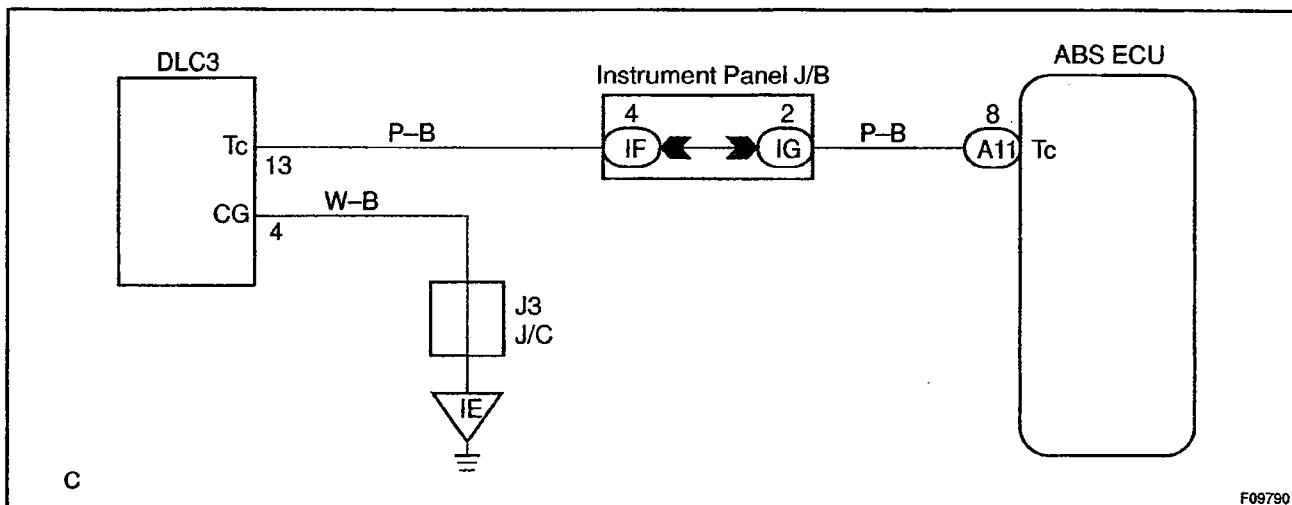 DLC3
Instrument Panel J/B
ABS ECU
Tc
13
P–B
4
IF
2
IG
P–B
8
A11
Tc
CG
4
W–B
J3
J/C
IE
C
F09790